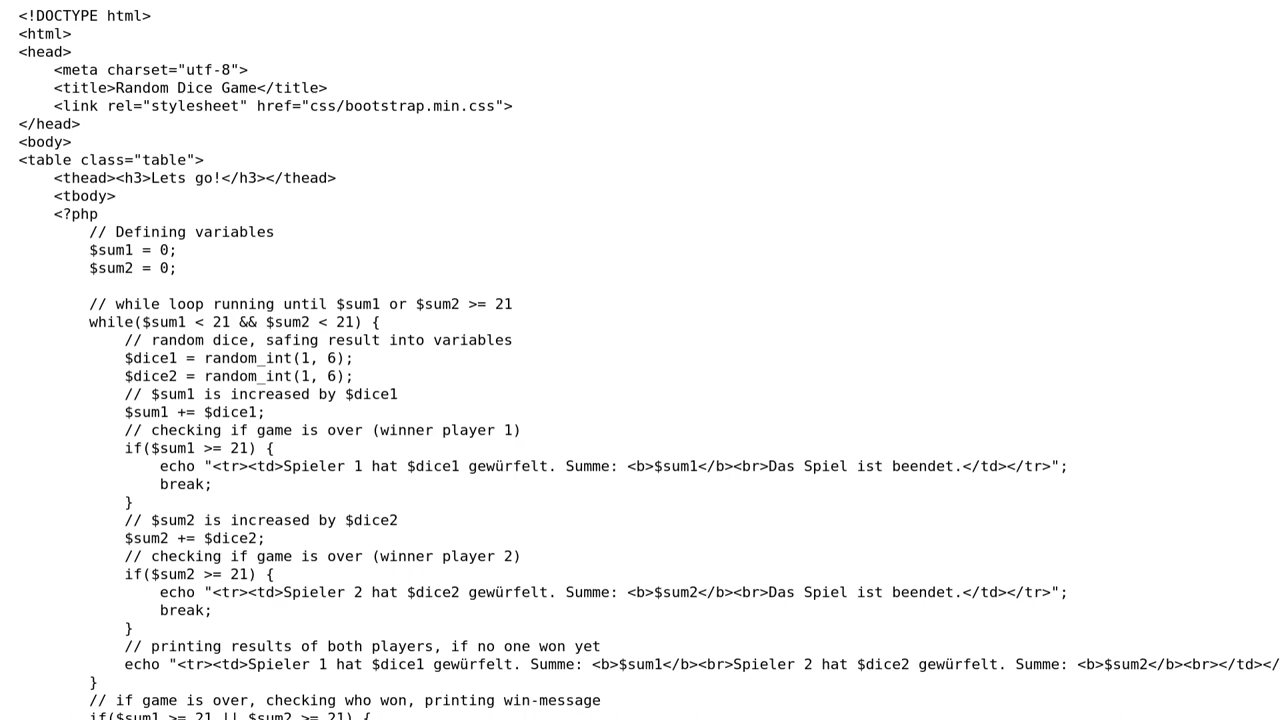 <!DOCTYPE html>
<html>
<head>
    <meta charset="utf-8">
    <title>Random Dice Game</title>
    <link rel="stylesheet" href="css/bootstrap.min.css">
</head>
<body>
<table class="table">
    <thead><h3>Lets go!</h3></thead>
    <tbody>
    <?php
        // Defining variables
        $sum1 = 0;
        $sum2 = 0;

        // while loop running until $sum1 or $sum2 >= 21
        while($sum1 < 21 && $sum2 < 21) {
            // random dice, safing result into variables
            $dice1 = random_int(1, 6);
            $dice2 = random_int(1, 6);
            // $sum1 is increased by $dice1
            $sum1 += $dice1;
            // checking if game is over (winner player 1)
            if($sum1 >= 21) {
                echo "<tr><td>Spieler 1 hat $dice1 gewürfelt. Summe: <b>$sum1</b><br>Das Spiel ist beendet.</td></tr>";
                break;
            }
            // $sum2 is increased by $dice2
            $sum2 += $dice2;
            // checking if game is over (winner player 2)
            if($sum2 >= 21) {
                echo "<tr><td>Spieler 2 hat $dice2 gewürfelt. Summe: <b>$sum2</b><br>Das Spiel ist beendet.</td></tr>";
                break;
            }
            // printing results of both players, if no one won yet
            echo "<tr><td>Spieler 1 hat $dice1 gewürfelt. Summe: <b>$sum1</b><br>Spieler 2 hat $dice2 gewürfelt. Summe: <b>$sum2</b><br></td></
        }
        // if game is over, checking who won, printing win-message
        if($sum1 >= 21 || $sum2 >= 21) {